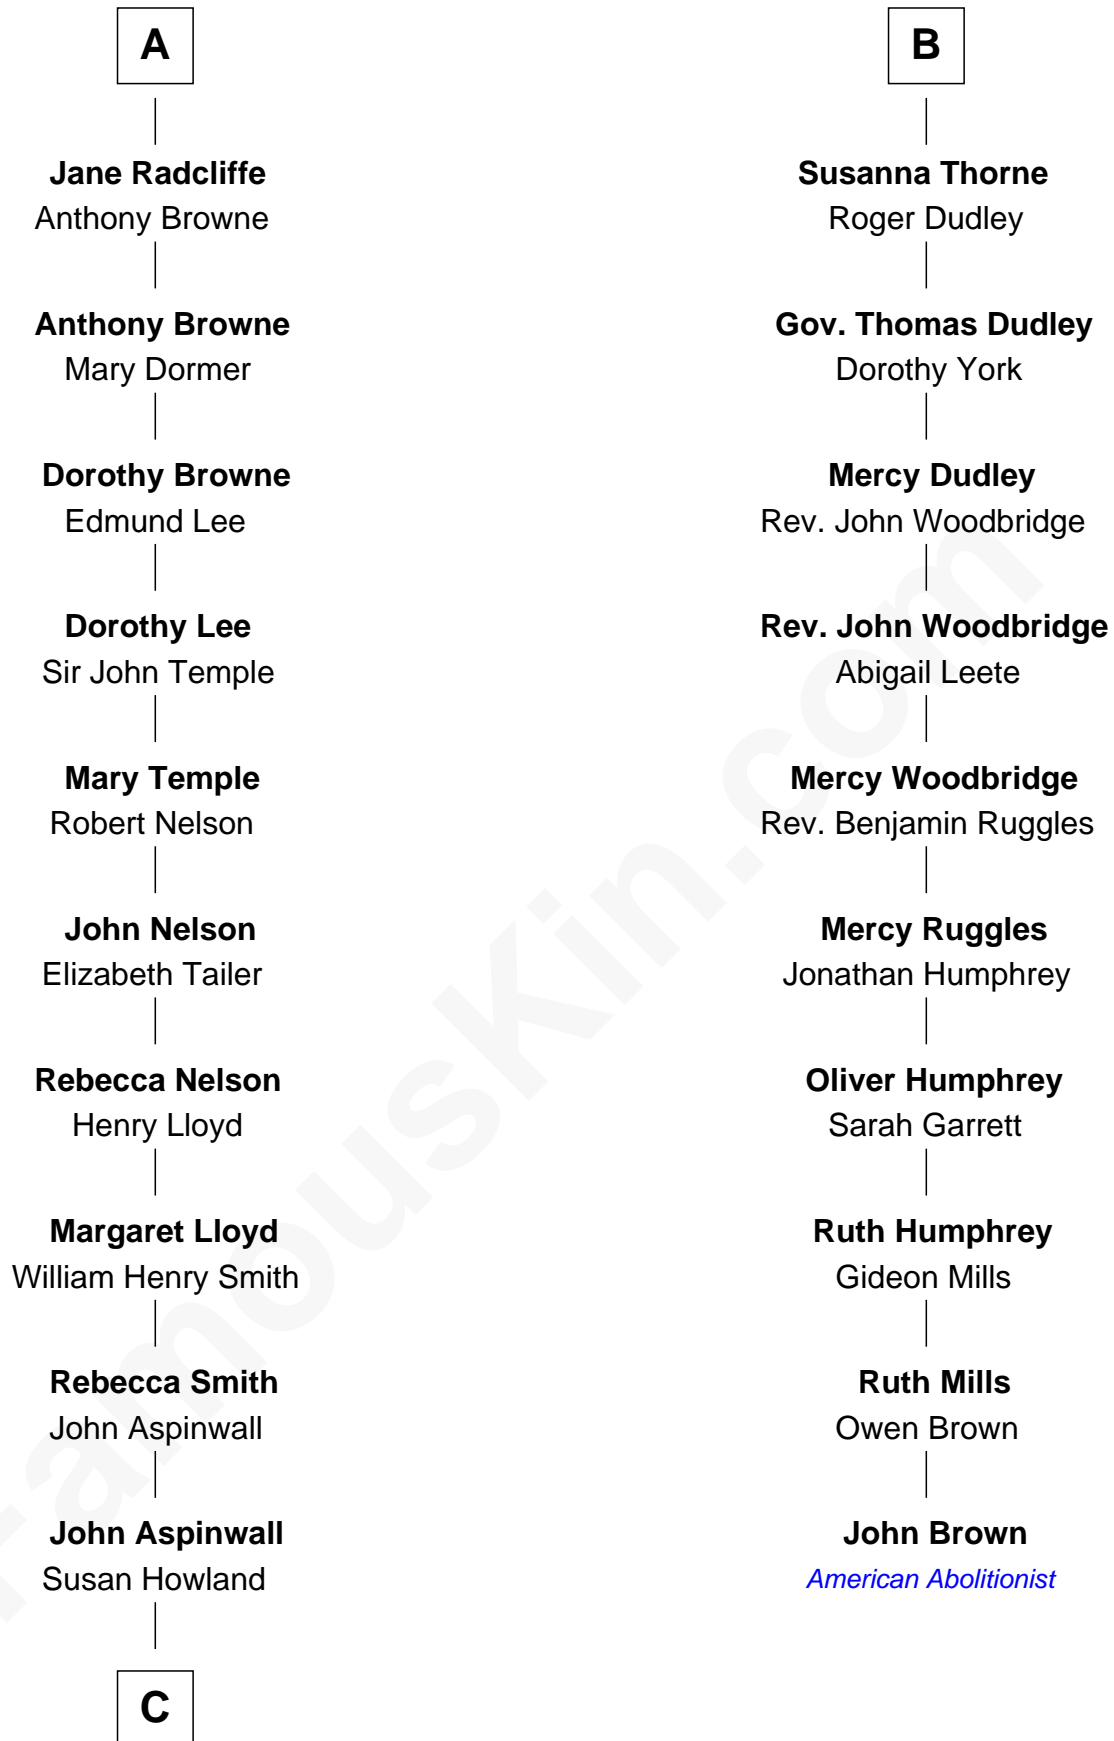 A
Jane Radcliffe
Anthony Browne
Anthony Browne
Mary Dormer
Dorothy Browne
Edmund Lee
Dorothy Lee
Sir John Temple
Mary Temple
Robert Nelson
John Nelson
Elizabeth Tailer
Rebecca Nelson
Henry Lloyd
Margaret Lloyd
William Henry Smith
Rebecca Smith
John Aspinwall
John Aspinwall
Susan Howland
C
B
Susanna Thorne
Roger Dudley
Gov. Thomas Dudley
Dorothy York
Mercy Dudley
Rev. John Woodbridge
Rev. John Woodbridge
Abigail Leete
Mercy Woodbridge
Rev. Benjamin Ruggles
Mercy Ruggles
Jonathan Humphrey
Oliver Humphrey
Sarah Garrett
Ruth Humphrey
Gideon Mills
Ruth Mills
Owen Brown
John Brown
American Abolitionist
FamousKin.com